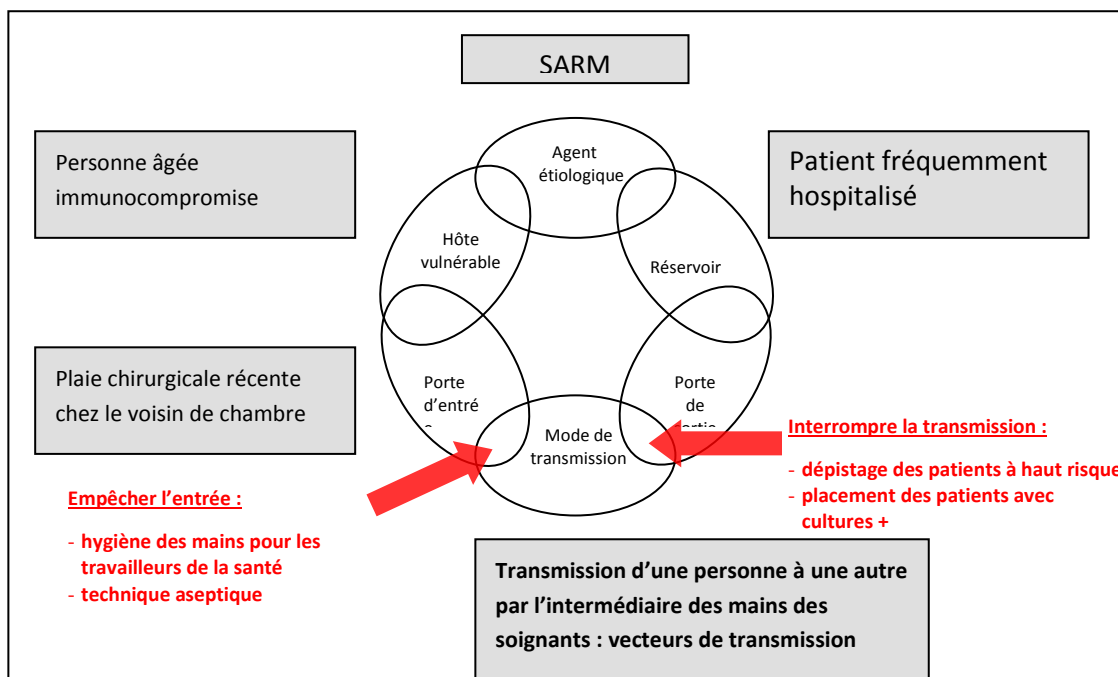 SARM
Personne âgée
immunocompromise
Agent
étiologique
Patient fréquemment
hospitalisé
Hôte
vulnérable
Réservoir
Plaie chirurgicale récente
chez le voisin de chambre
Porte
d'entré
Porte
de
Mode de
transmission
Interrompre la transmission :
- dépistage des patients à haut risque
- placement des patients avec
cultures +
Empêcher l'entrée :
- hygiène des mains pour les
travailleurs de la santé
- technique aseptique
Transmission d'une personne à une autre
par l'intermédiaire des mains des
soignants : vecteurs de transmission